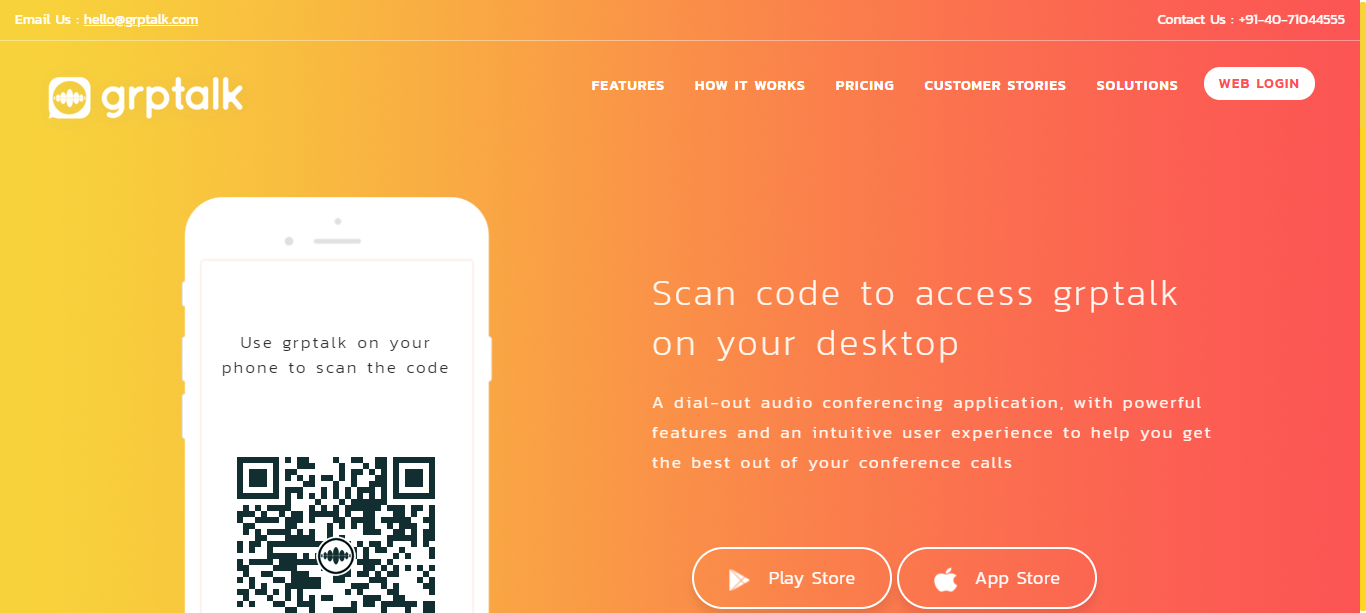 Email Us : hello@grptalk.com
Contact Us : +91-40-71044555
grptalk
FEATURES
HOW IT WORKS
PRICING
CUSTOMER STORIES
SOLUTIONS
WEB LOGIN
Use grptalk on your
phone to scan the code
Scan code to access grptalk
on your desktop
A dial-out audio conferencing application, with powerful
features and an intuitive user experience to help you get
the best out of your conference calls
Play Store
App Store